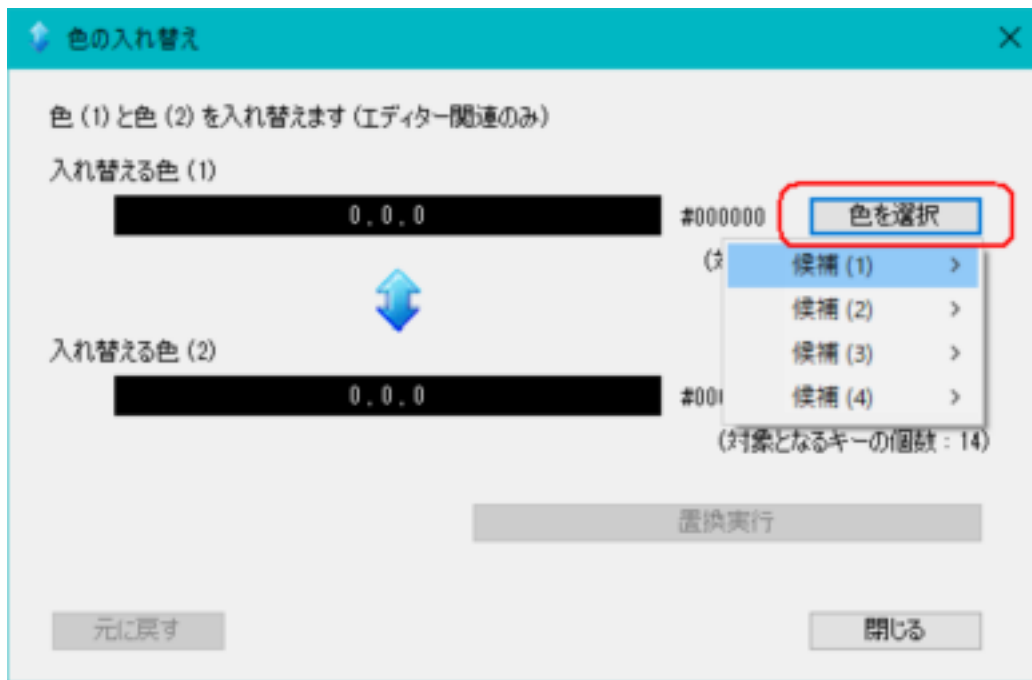 色の入れ替え
色 (1) と色 (2) を入れ替えます (エディター関連のみ)
入れ替える色 (1)
0,0,0 #000000 色を選択
候補 (1)
候補 (2)
候補 (3)
候補 (4)
入れ替える色 (2)
0,0,0
(対象となるキーの個数 : 14)
置換実行
元に戻す 閉じる